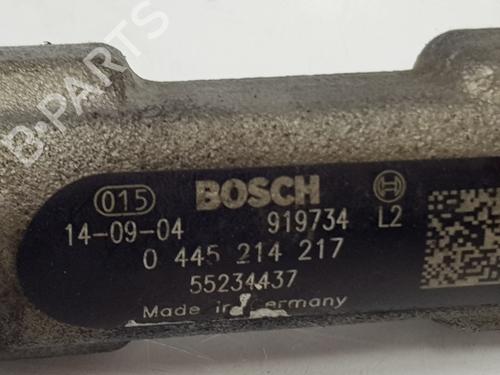 B-PARTS
015 BOSCH
14-09-04 919734 L2
0 445 214 217
55234437
Made in Germany